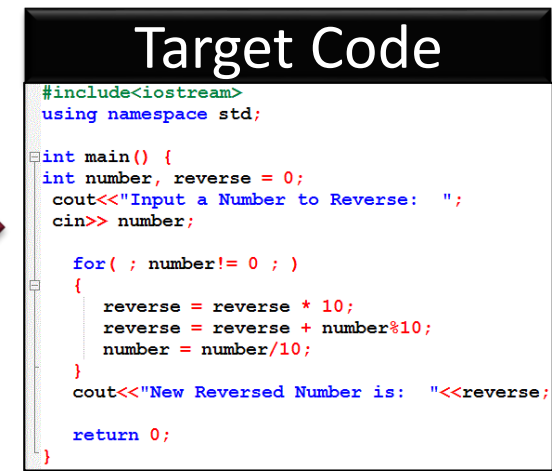 Target Code
#include<iostream>
using namespace std;
int main() {
int number, reverse = 0;
cout<<"Input a Number to Reverse:  ";
cin>> number;
for( ; number!= 0 ; )
{
reverse = reverse * 10;
reverse = reverse + number%10;
number = number/10;
}
cout<<"New Reversed Number is:  "<<reverse;
return 0;
}